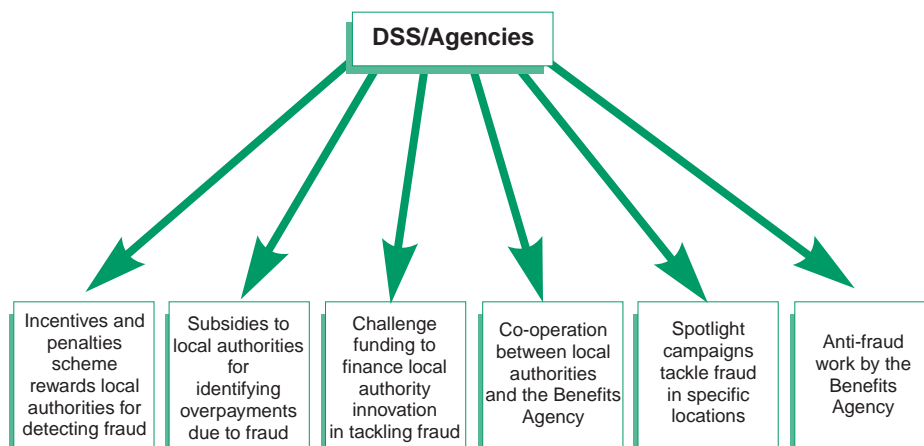 DSS/Agencies
Incentives and
penalties
scheme
rewards local
authorities for
detecting fraud
Subsidies to
local authorities
for
identifying
overpayments
due to fraud
Challenge
funding to
finance local
authority
innovation
in tackling fraud
Co-operation
between local
authorities
and the Benefits
Agency
Spotlight
campaigns
tackle fraud
in specific
locations
Anti-fraud
work by the
Benefits
Agency